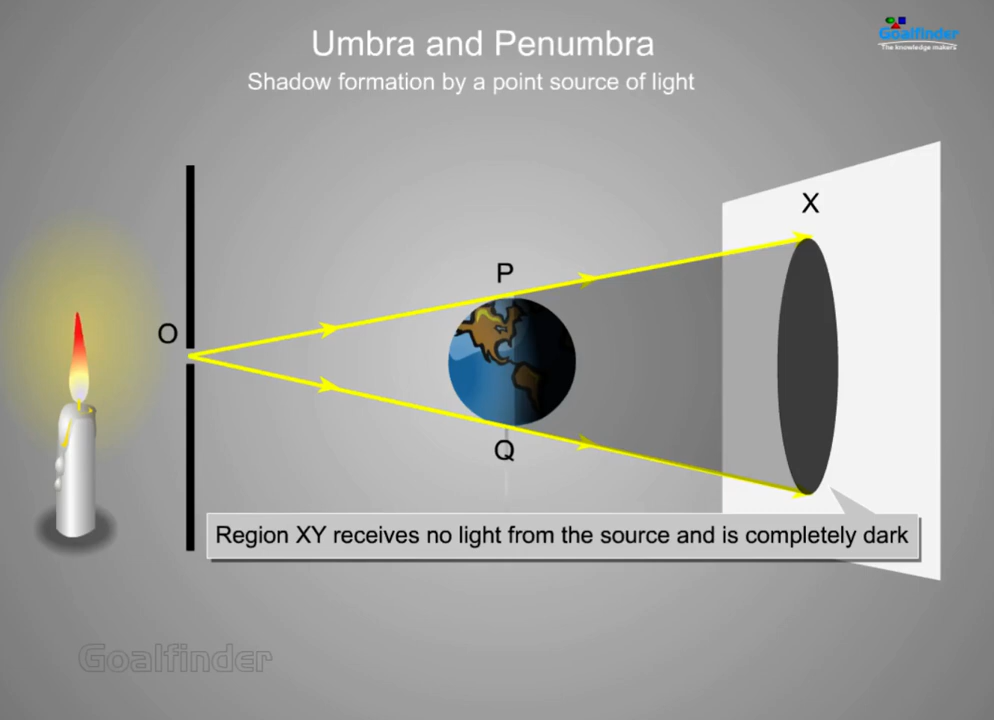 Umbra and Penumbra
Shadow formation by a point source of light
Goalfinder
The knowledge makers
X
P
O
Q
Region XY receives no light from the source and is completely dark
Goalfinder